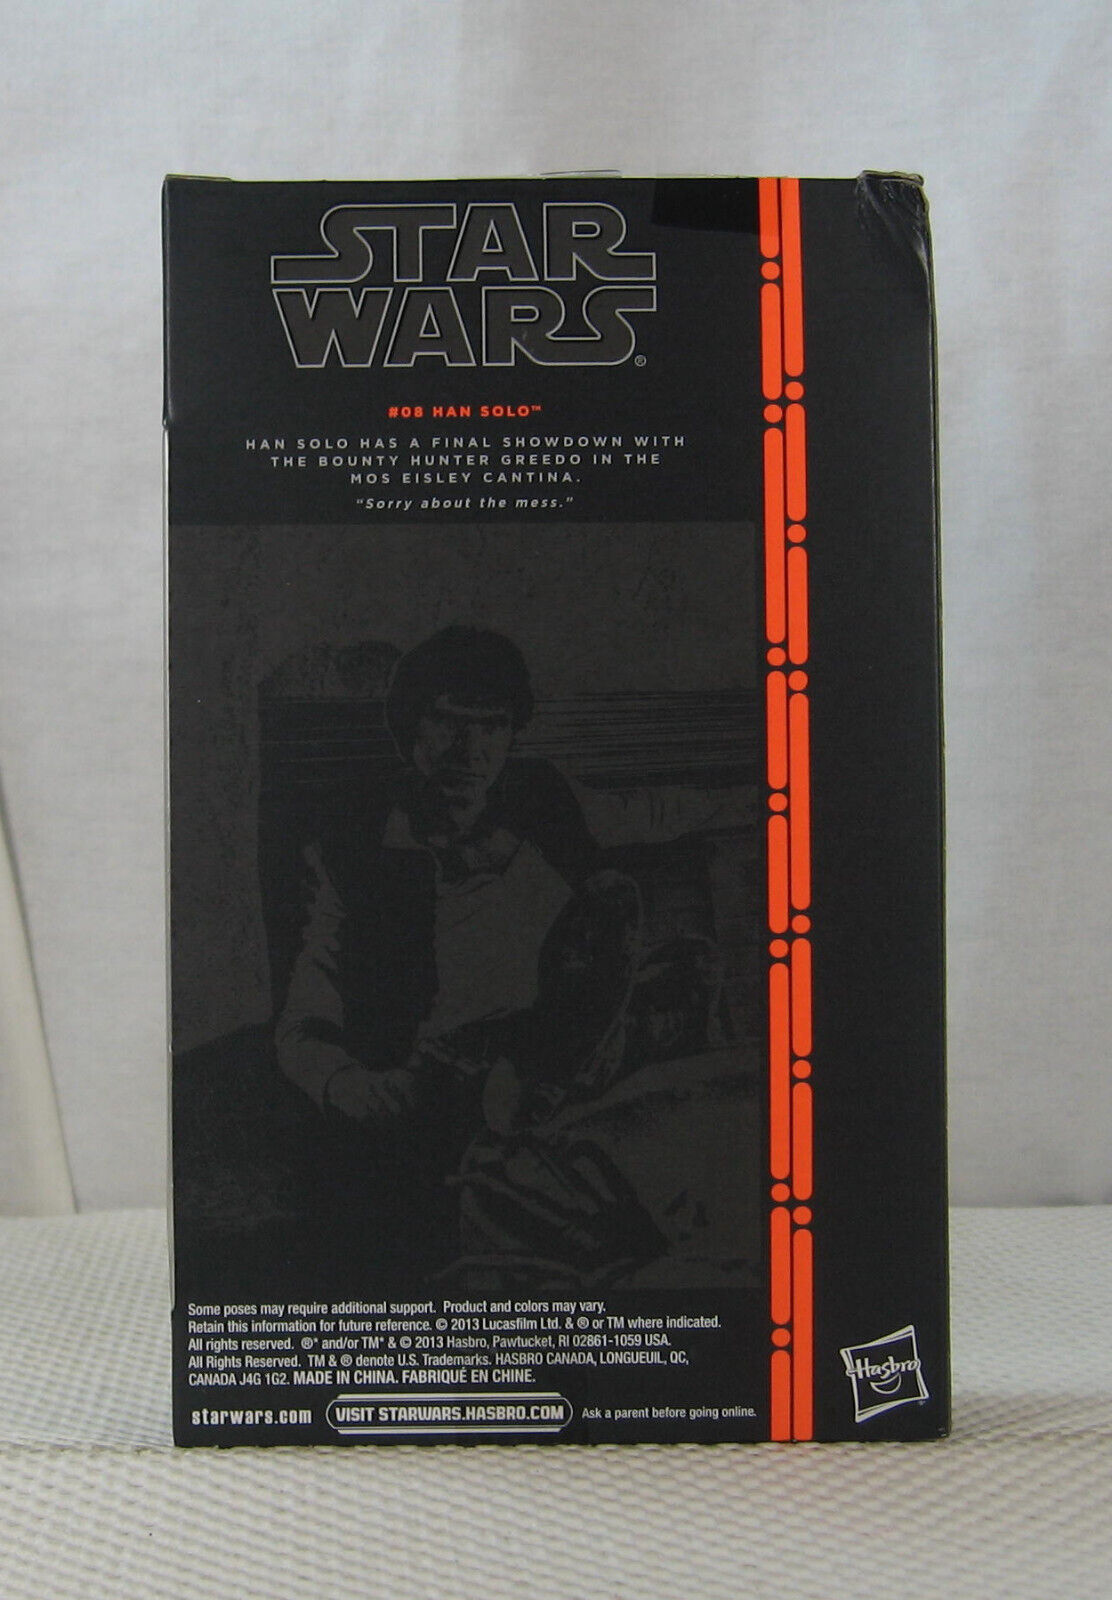 STAR
WARS®
#08 HAN SOLO™
HAN SOLO HAS A FINAL SHOWDOWN WITH
THE BOUNTY HUNTER GREEDO IN THE
MOS EISLEY CANTINA.
"Sorry about the mess."
Some poses may require additional support. Product and colors may vary.
Retain this information for future reference. © 2013 Lucasfilm Ltd. & ® or TM where indicated.
All rights reserved. ®* and/or TM* & © 2013 Hasbro, Pawtucket, RI 02861-1059 USA.
All Rights Reserved. TM & ® denote U.S. Trademarks. HASBRO CANADA, LONGUEUIL, QC,
CANADA J4G 1G2. MADE IN CHINA. FABRIQUÉ EN CHINE.
starwars.com VISIT STARWARS.HASBRO.COM Ask a parent before going online.
Hasbro